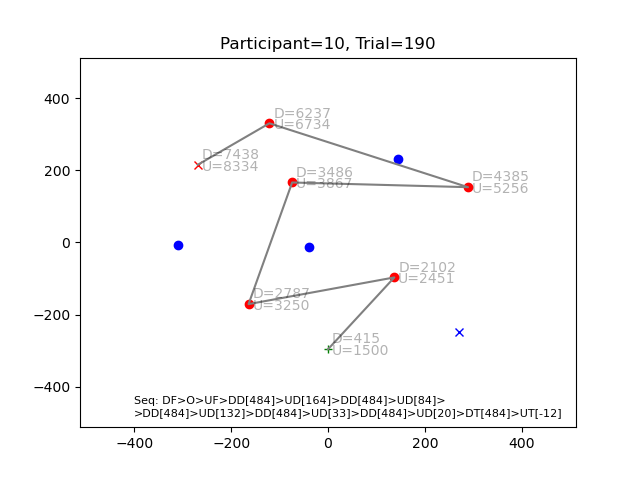 Participant=10, Trial=190
400
200
0
−200
−400
D=6237
U=6734
D=7438
U=8334
D=3486
U=3867
D=4385
U=5256
D=2102
U=2451
D=2787
U=3250
D=415
U=1500
Seq: DF>O>UF>DD[484]>UD[164]>DD[484]>UD[84]>
>DD[484]>UD[132]>DD[484]>UD[33]>DD[484]>UD[20]>DT[484]>UT[-12]
−400 −200 0 200 400